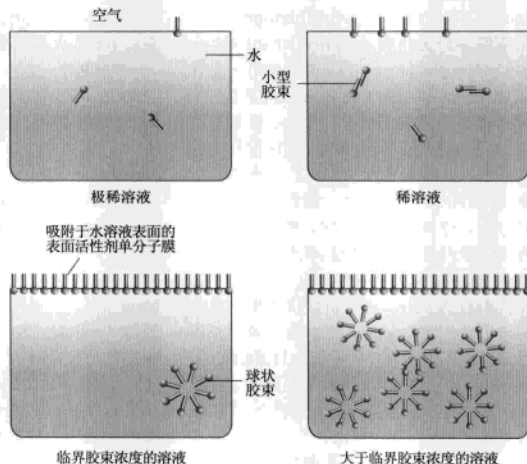 空气
水
小型
胶束
极稀溶液
稀溶液
吸附于水溶液表面的
表面活性剂单分子膜
球状
胶束
临界胶束浓度的溶液
大于临界胶束浓度的溶液